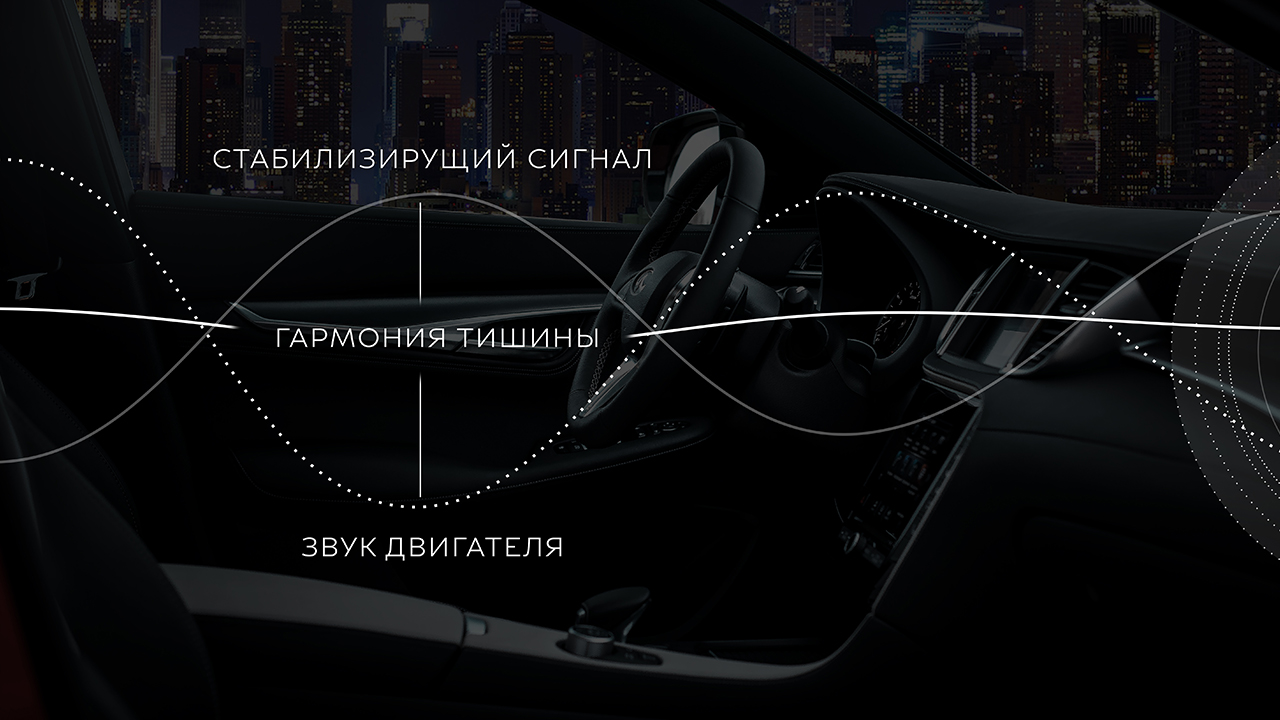 СТАБИЛИЗИРУЩИЙ СИГНАЛ
ГАРМОНИЯ ТИШИНЫ
ЗВУК ДВИГАТЕЛЯ